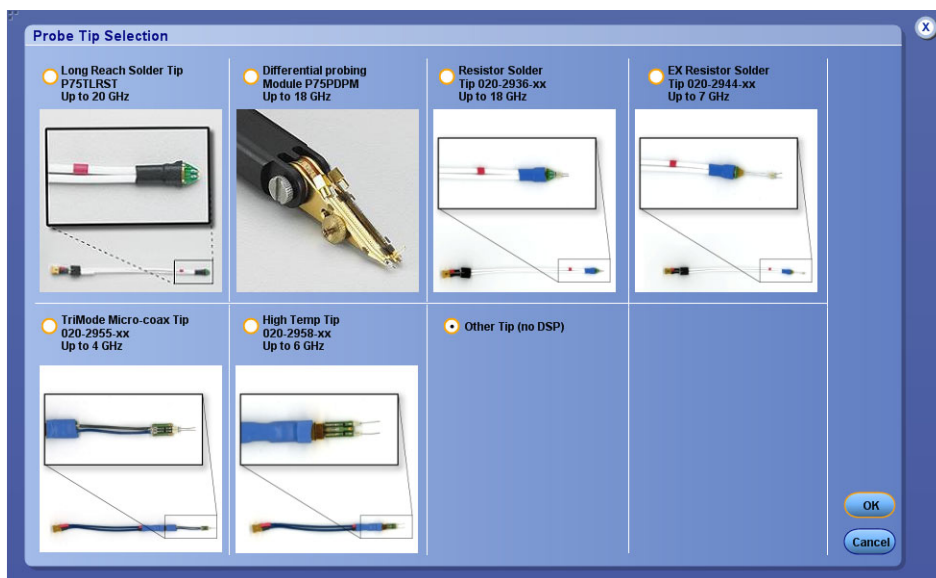 Probe Tip Selection
X
Long Reach Solder Tip
P75TLRST
Up to 20 GHz
Differential probing
Module P75PDPM
Up to 18 GHz
Resistor Solder
Tip 020-2936-xx
Up to 18 GHz
EX Resistor Solder
Tip 020-2944-xx
Up to 7 GHz
TriMode Micro-coax Tip
020-2955-xx
Up to 4 GHz
High Temp Tip
020-2958-xx
Up to 6 GHz
Other Tip (no DSP)
OK
Cancel